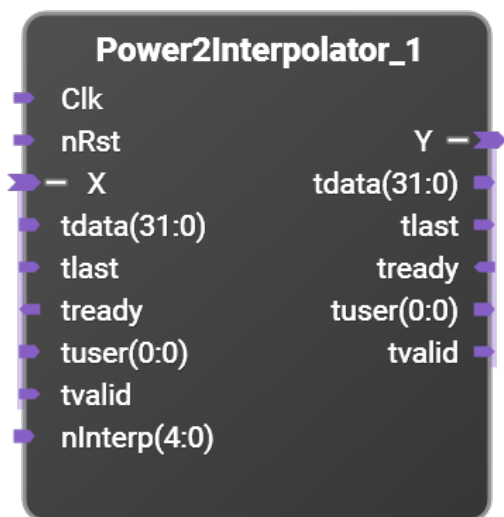 Power2Interpolator_1
Clk
nRst
Y
X
tdata(31:0)
tdata(31:0)
tlast
tlast
tready
tready
tuser(0:0)
tuser(0:0)
tvalid
tvalid
nInterp(4:0)